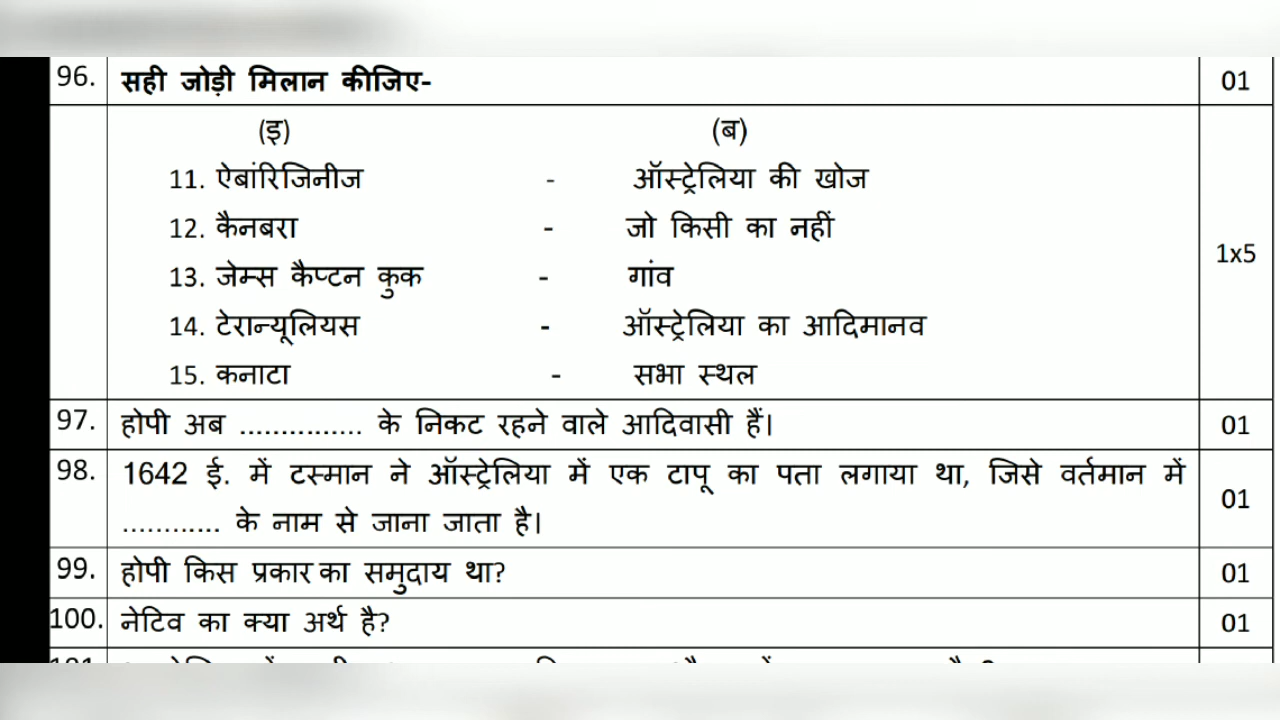 96. सही जोड़ी मिलान कीजिए- 01
(इ) (ब)
11. ऐबांरिजिनीज - ऑस्ट्रेलिया की खोज
12. कैनबरा - जो किसी का नहीं
13. जेम्स कैप्टन कुक - गांव
14. टेरान्यूलियस - ऑस्ट्रेलिया का आदिमानव
15. कनाटा - सभा स्थल
1x5
97. होपी अब ............... के निकट रहने वाले आदिवासी हैं। 01
98. 1642 ई. में टस्मान ने ऑस्ट्रेलिया में एक टापू का पता लगाया था, जिसे वर्तमान में
............ के नाम से जाना जाता है। 01
99. होपी किस प्रकार का समुदाय था? 01
100. नेटिव का क्या अर्थ है? 01